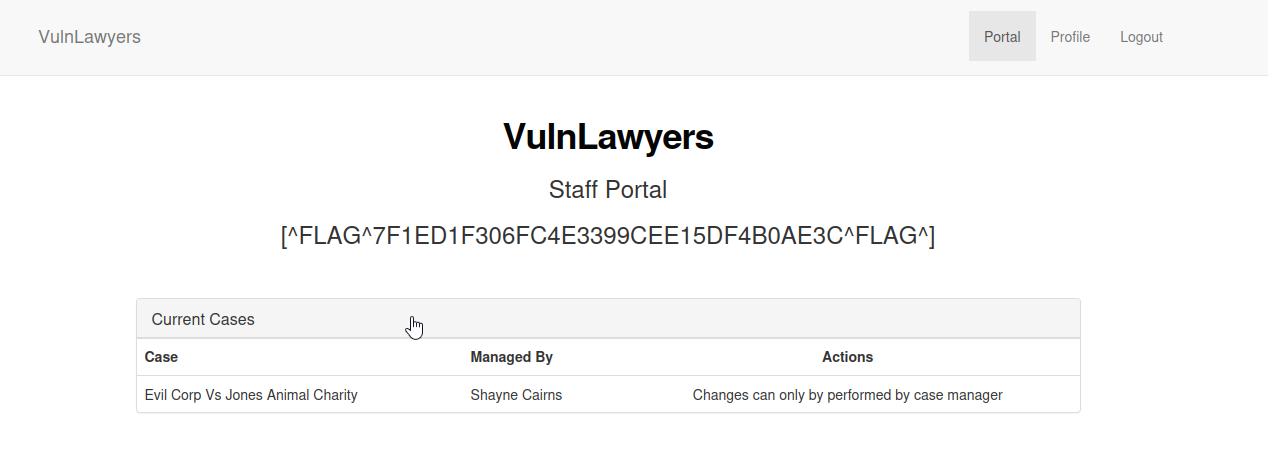 VulnLawyers Portal Profile Logout
VulnLawyers
Staff Portal
[^FLAG^7F1ED1F306FC4E3399CEE15DF4B0AE3C^FLAG^]
Current Cases
Case Managed By Actions
Evil Corp Vs Jones Animal Charity Shayne Cairns Changes can only by performed by case manager